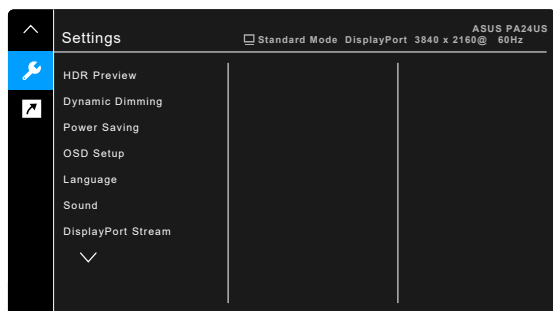 ASUS PA24US
Settings
Standard Mode DisplayPort 3840 x 2160@ 60Hz
HDR Preview
Dynamic Dimming
Power Saving
OSD Setup
Language
Sound
DisplayPort Stream